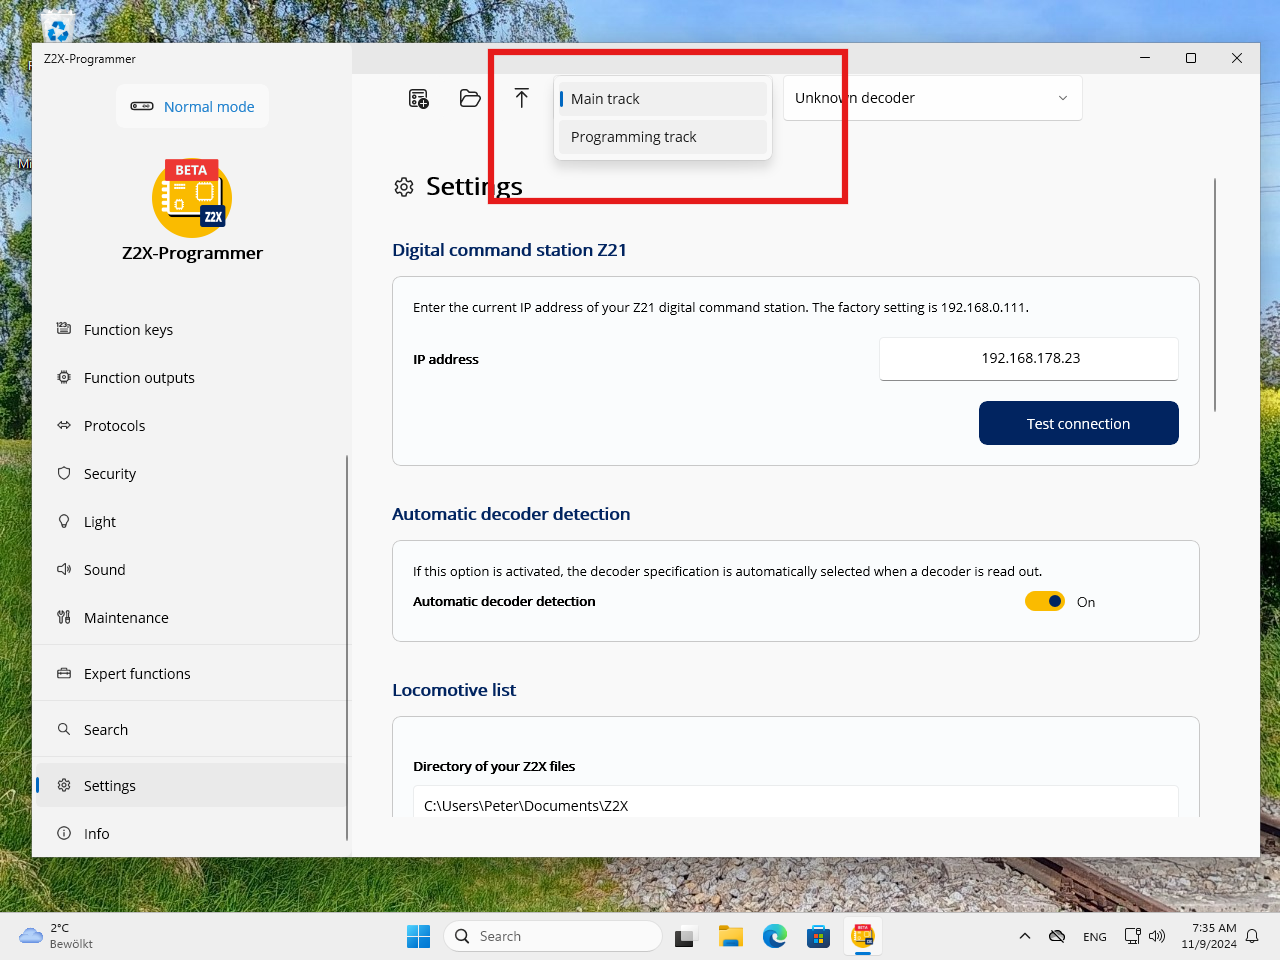 Z2X-Programmer
Normal mode
BETA
Z2X
Z2X-Programmer
Function keys
Function outputs
Protocols
Security
Light
Sound
Maintenance
Expert functions
Search
Settings
Info
Main track
Programming track
Unknown decoder
Settings
Digital command station Z21
Enter the current IP address of your Z21 digital command station. The factory setting is 192.168.0.111.
IP address
192.168.178.23
Test connection
Automatic decoder detection
If this option is activated, the decoder specification is automatically selected when a decoder is read out.
Automatic decoder detection
On
Locomotive list
Directory of your Z2X files
C:\Users\Peter\Documents\Z2X
2°C
Bewölkt
Search
ENG
7:35 AM
11/9/2024